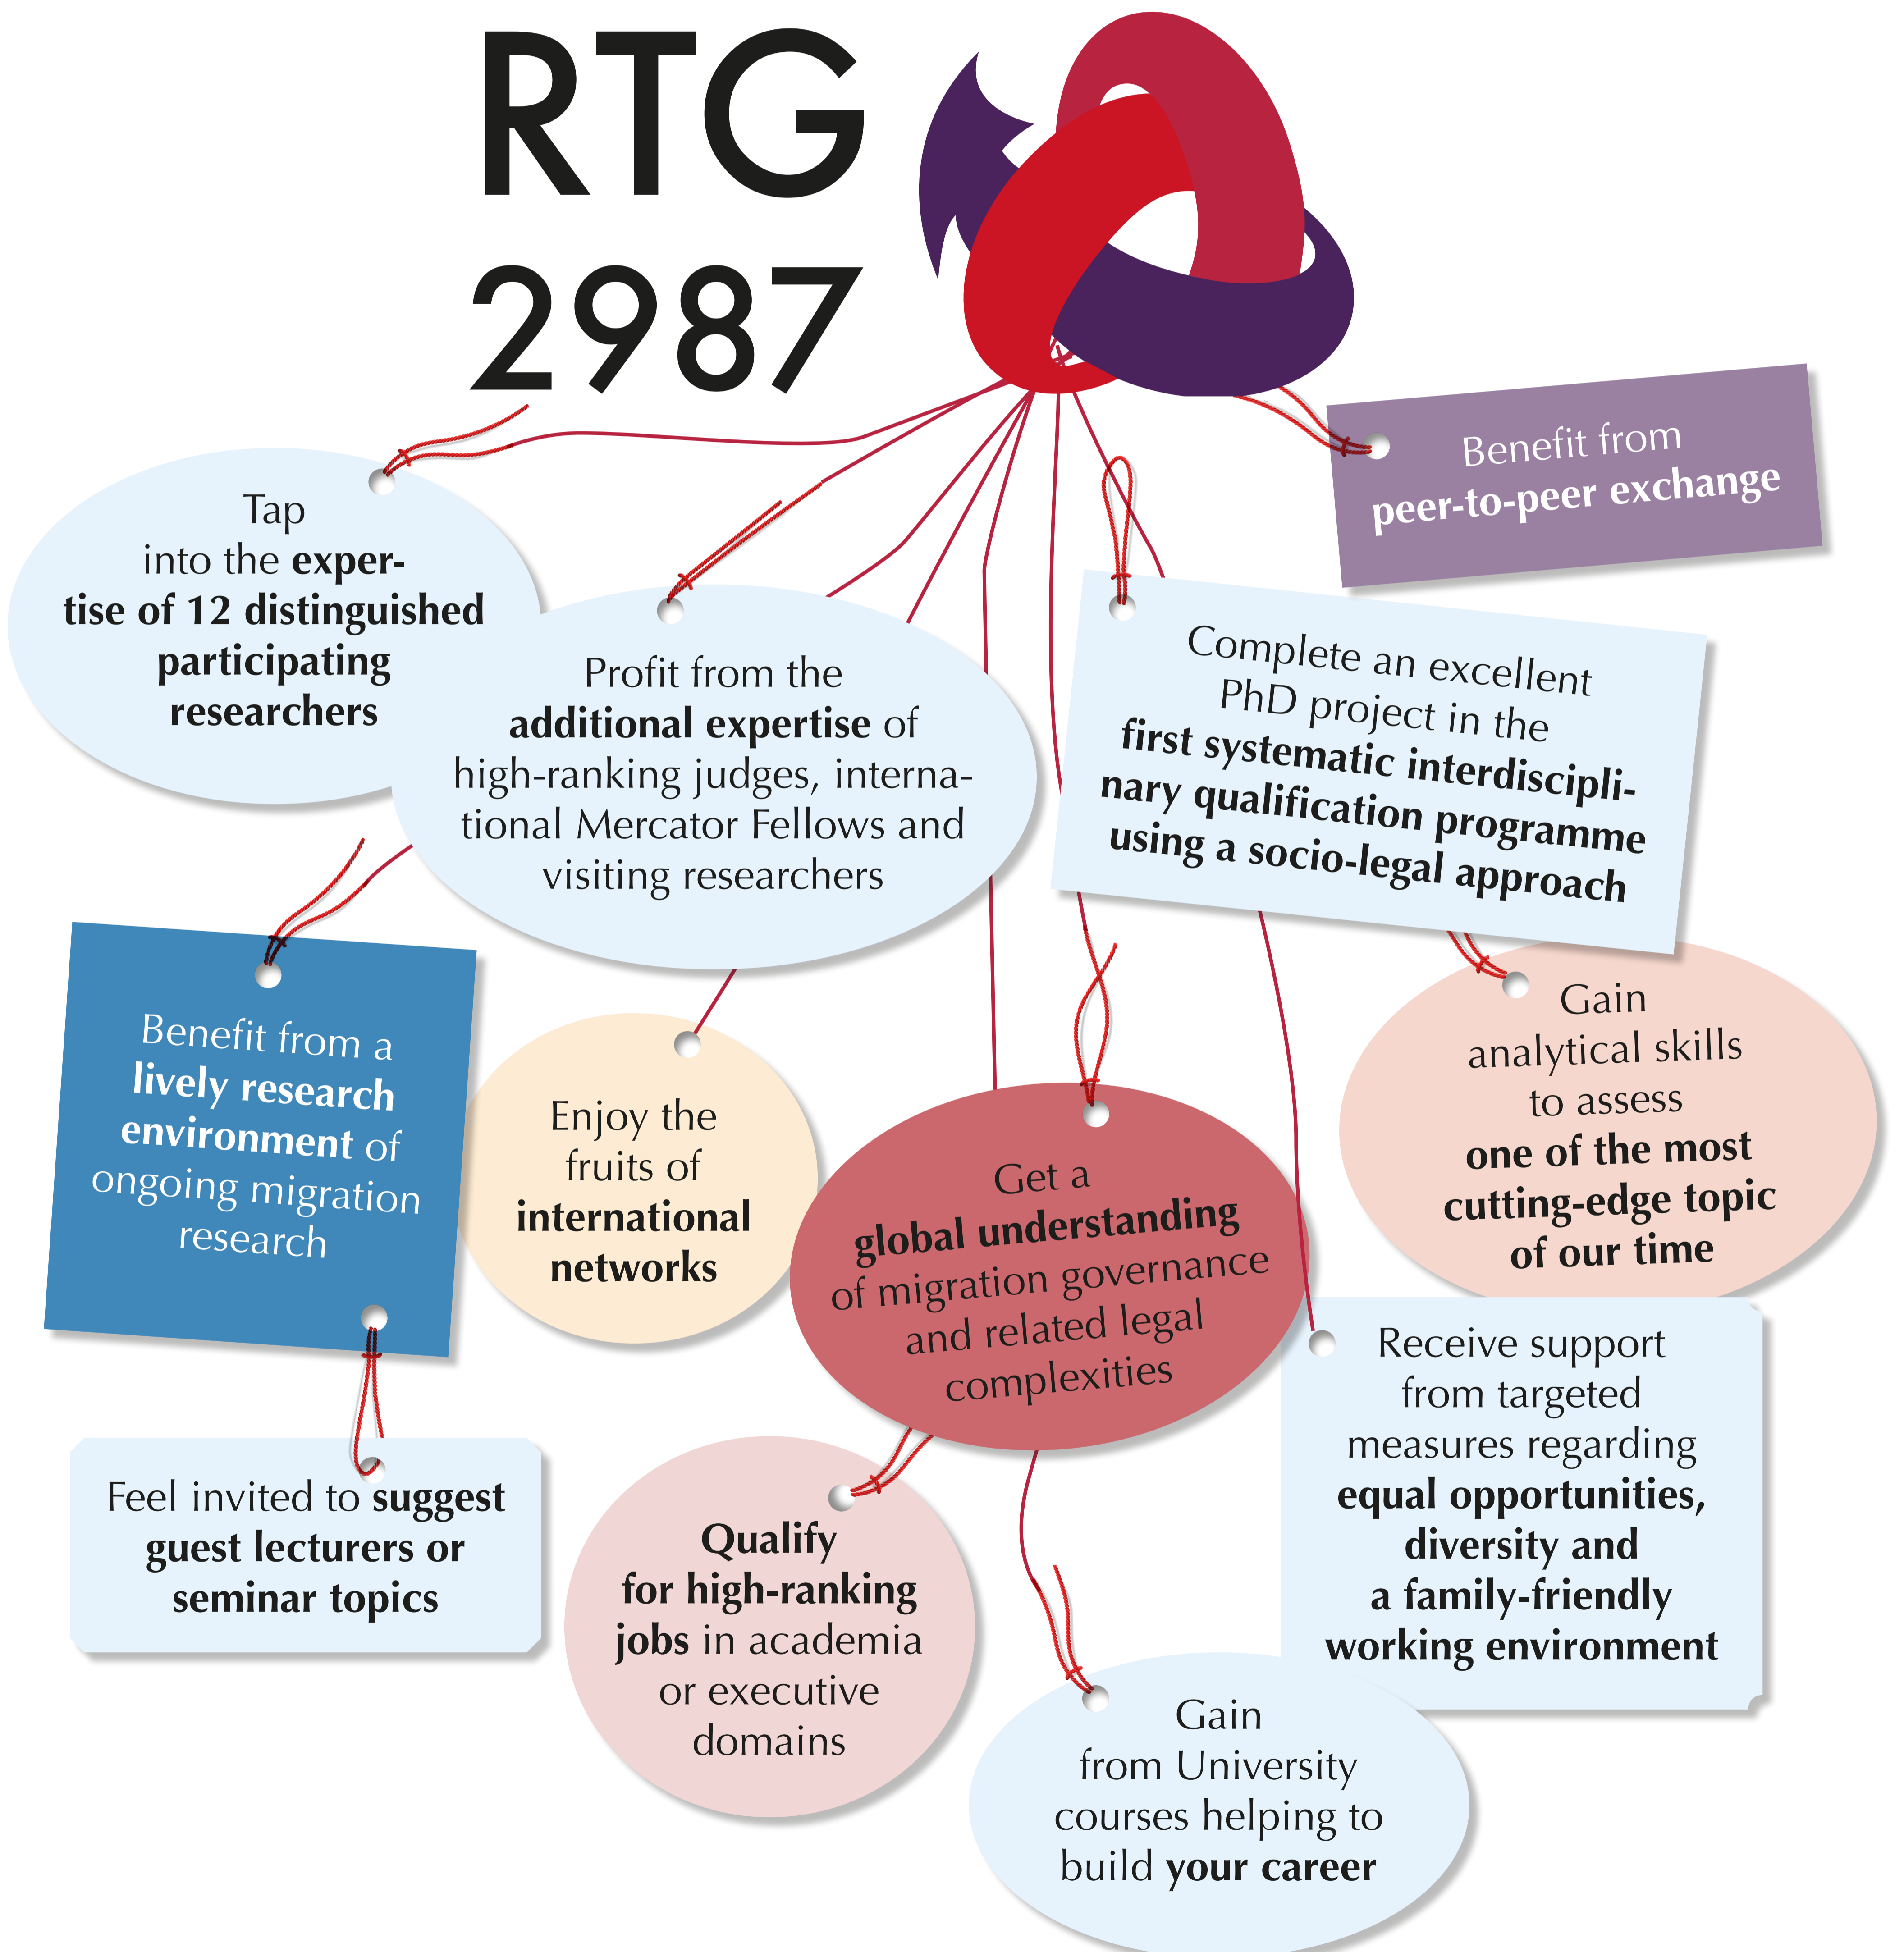 RTG
2987
Benefit from
peer-to-peer exchange
Tap
into the exper-
tise of 12 distinguished
participating
researchers
Profit from the
additional expertise of
high-ranking judges, interna-
tional Mercator Fellows and
visiting researchers
Complete an excellent
PhD project in the
first systematic interdiscipli-
nary qualification programme
using a socio-legal approach
Benefit from a
lively research
environment of
ongoing migration
research
Enjoy the
fruits of
international
networks
Get a
global understanding
of migration governance
and related legal
complexities
Gain
analytical skills
to assess
one of the most
cutting-edge topic
of our time
Receive support
from targeted
measures regarding
equal opportunities,
diversity and
a family-friendly
working environment
Feel invited to suggest
guest lecturers or
seminar topics
Qualify
for high-ranking
jobs in academia
or executive
domains
Gain
from University
courses helping to
build your career